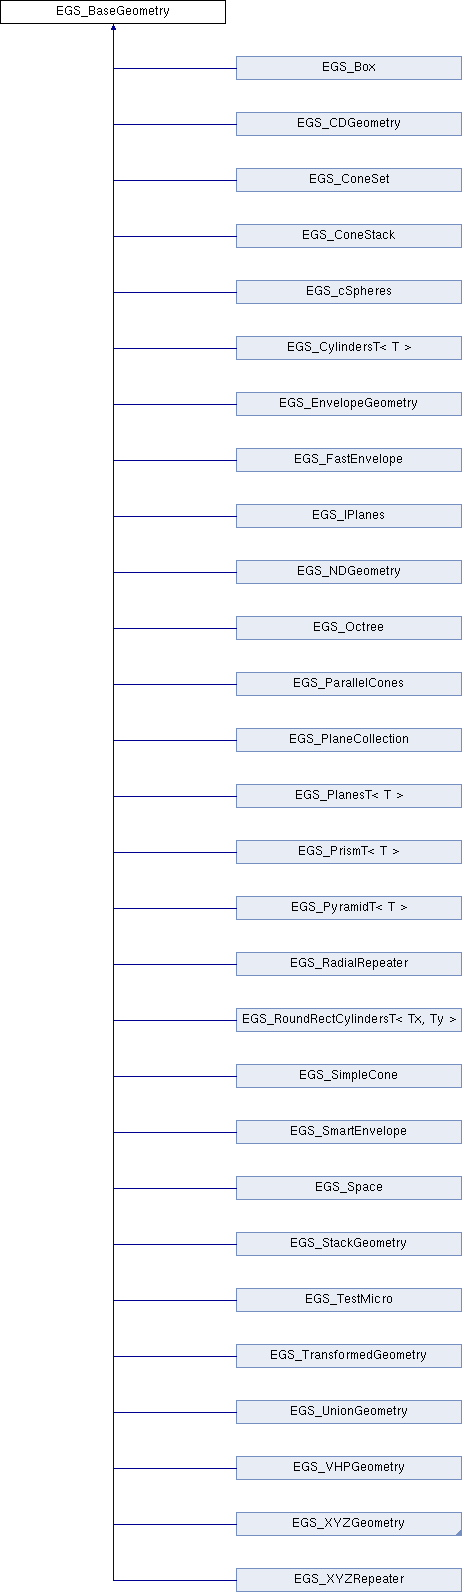 EGS_BaseGeometry
EGS_Box
EGS_CDGeometry
EGS_ConeSet
EGS_ConeStack
EGS_cSpheres
EGS_CylindersT< T >
EGS_EnvelopeGeometry
EGS_FastEnvelope
EGS_IPlanes
EGS_NDGeometry
EGS_Octree
EGS_ParallelCones
EGS_PlaneCollection
EGS_PlanesT< T >
EGS_PrismT< T >
EGS_PyramidT< T >
EGS_RadialRepeater
EGS_RoundRectCylindersT< Tx, Ty >
EGS_SimpleCone
EGS_SmartEnvelope
EGS_Space
EGS_StackGeometry
EGS_TestMicro
EGS_TransformedGeometry
EGS_UnionGeometry
EGS_VHPGeometry
EGS_XYZGeometry
EGS_XYZRepeater